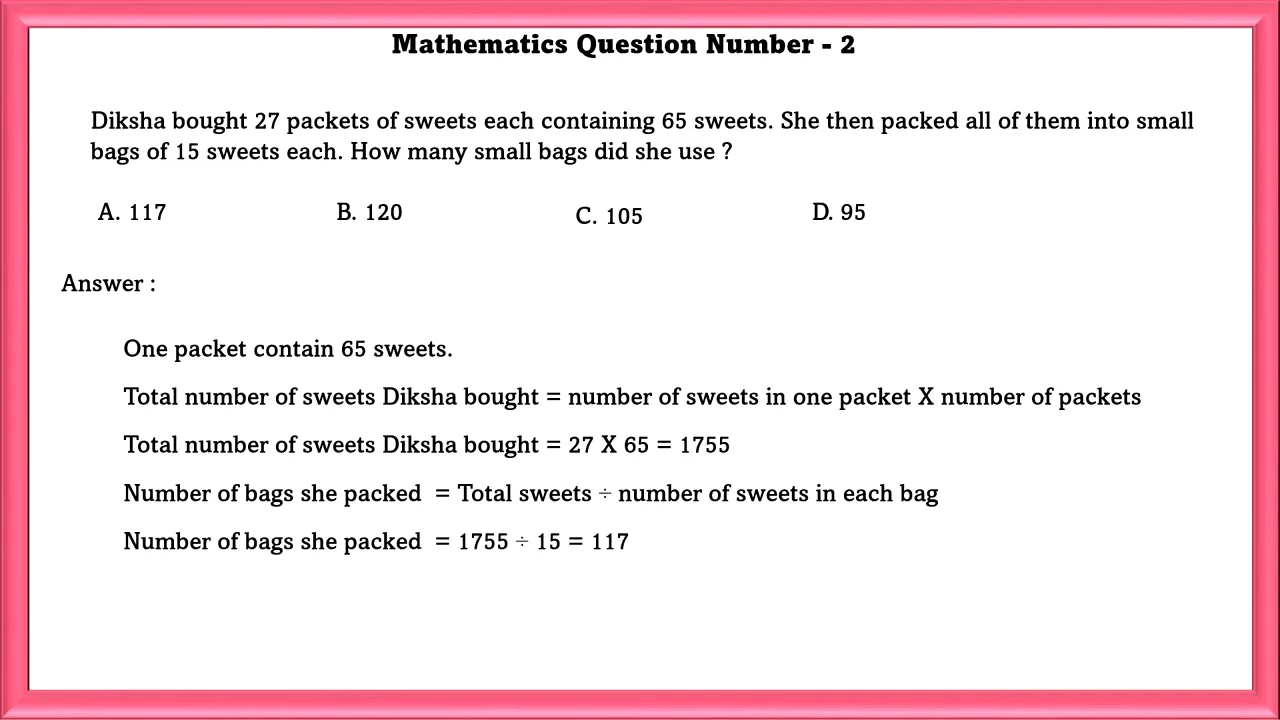 Mathematics Question Number - 2
Diksha bought 27 packets of sweets each containing 65 sweets. She then packed all of them into small
bags of 15 sweets each. How many small bags did she use ?
A. 117 B. 120 C. 105 D. 95
Answer :
One packet contain 65 sweets.
Total number of sweets Diksha bought = number of sweets in one packet X number of packets
Total number of sweets Diksha bought = 27 X 65 = 1755
Number of bags she packed = Total sweets ÷ number of sweets in each bag
Number of bags she packed = 1755 ÷ 15 = 117